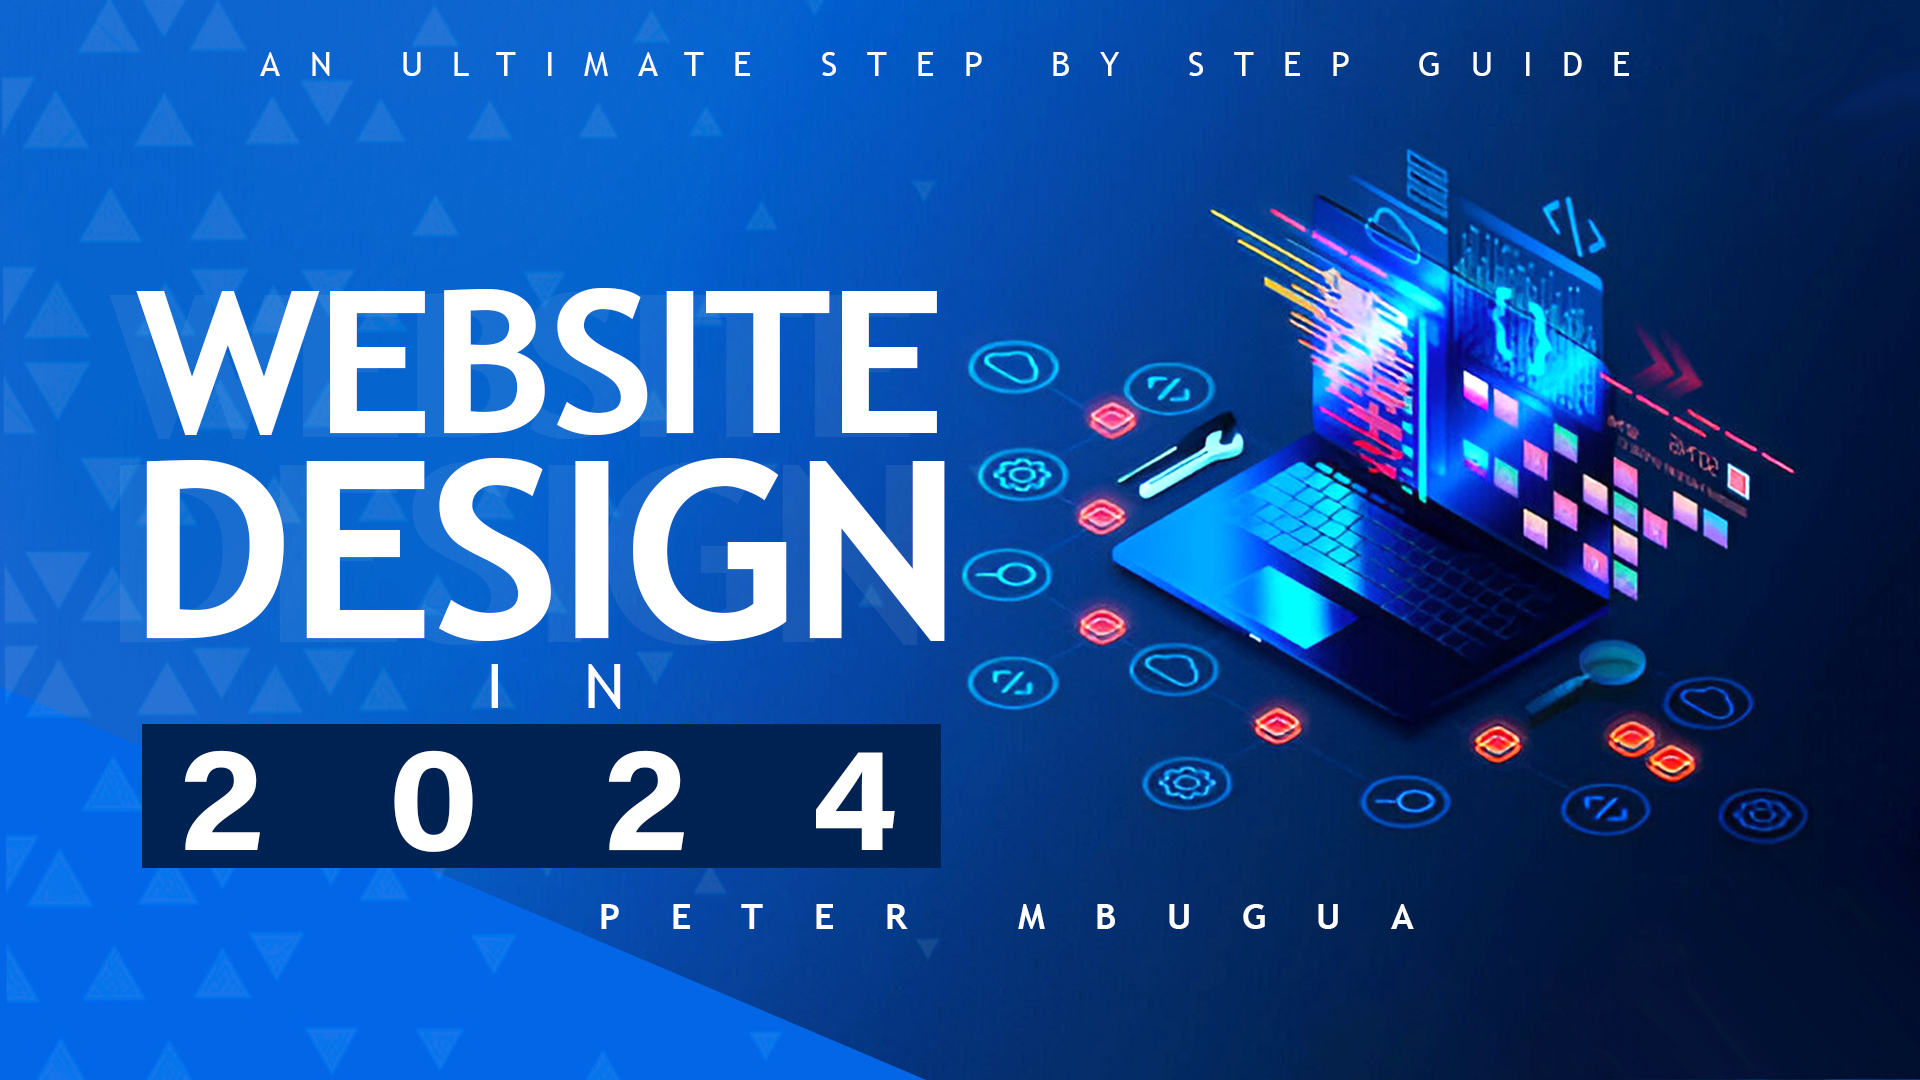 AN ULTIMATE STEP BY STEP GUIDE
WEBSITE
DESIGN
IN
2024
PETER MBUGUA